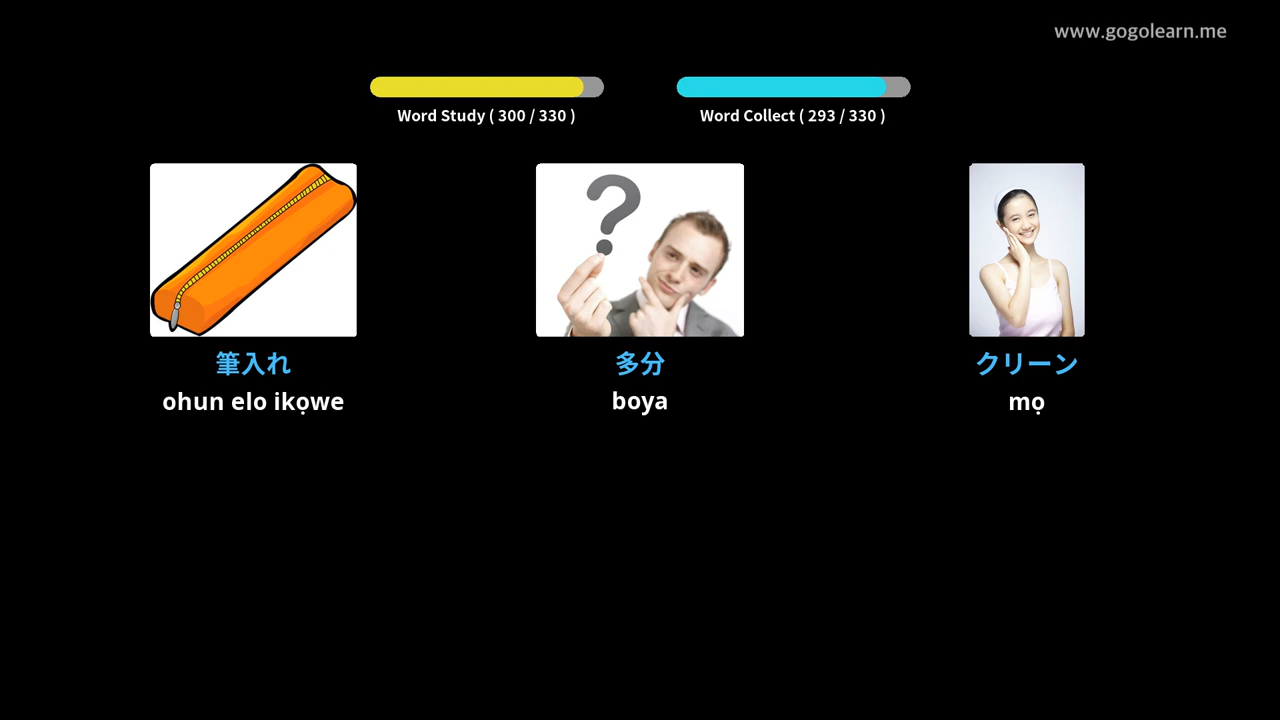 www.gogolearn.me
Word Study ( 300 / 330 )
Word Collect ( 293 / 330 )
筆入れ
多分
クリーン
ohun elo ikọwe
boya
mọ